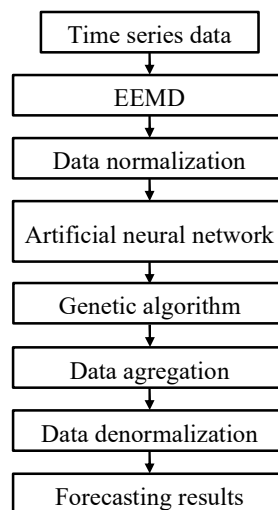 Time series data
EEMD
Data normalization
Artificial neural network
Genetic algorithm
Data agregation
Data denormalization
Forecasting results